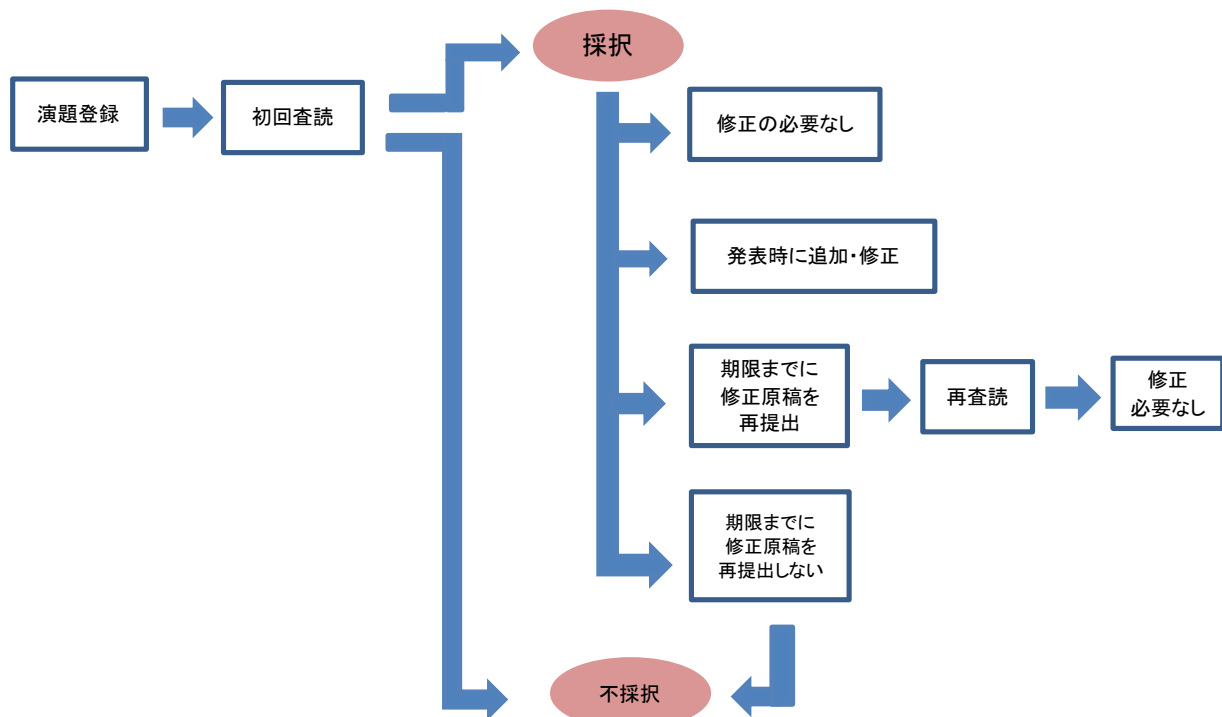 採択
演題登録
初回査読
修正の必要なし
発表時に追加・修正
期限までに
修正原稿を
再提出
再査読
修正
必要なし
期限までに
修正原稿を
再提出しない
不採択